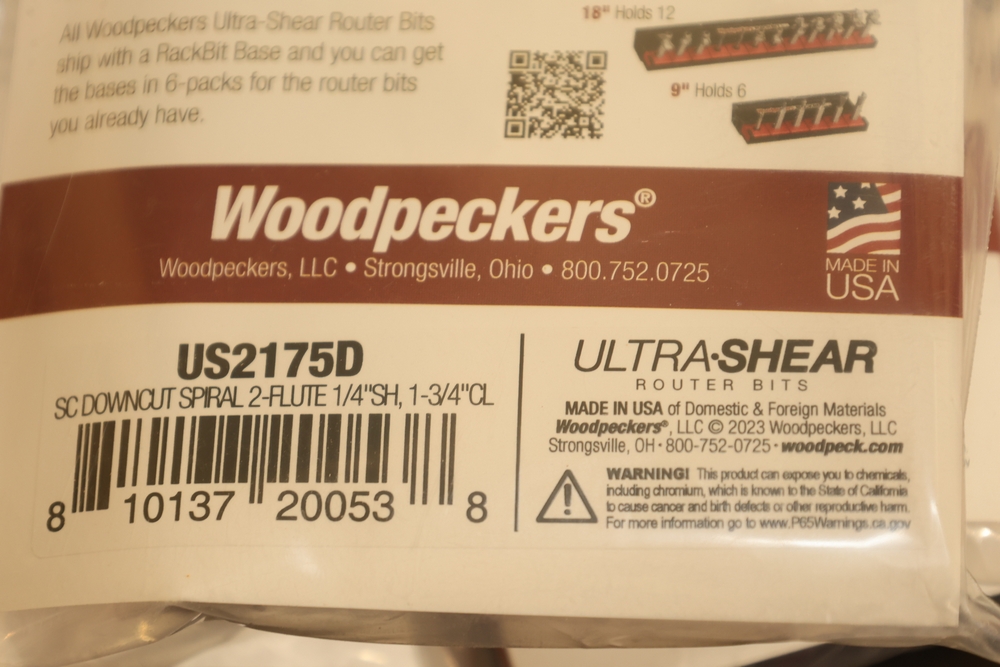 All Woodpeckers Ultra-Shear Router Bits
ship with a RackBit Base and you can get
the bases in 6-packs for the router bits
you already have.
18" Holds 12
9" Holds 6
Woodpeckers®
Woodpeckers, LLC • Strongsville, Ohio • 800.752.0725
MADE IN
USA
US2175D
SC DOWNCUT SPIRAL 2-FLUTE 1/4"SH, 1-3/4"CL
8 10137 20053 8
ULTRA·SHEAR
ROUTER BITS
MADE IN USA of Domestic & Foreign Materials
Woodpeckers®, LLC © 2023 Woodpeckers, LLC
Strongsville, OH · 800-752-0725 · woodpeck.com
WARNING! This product can expose you to chemicals,
including chromium, which is known to the State of California
to cause cancer and birth defects or other reproductive harm.
For more information go to www.P65Warnings.ca.gov